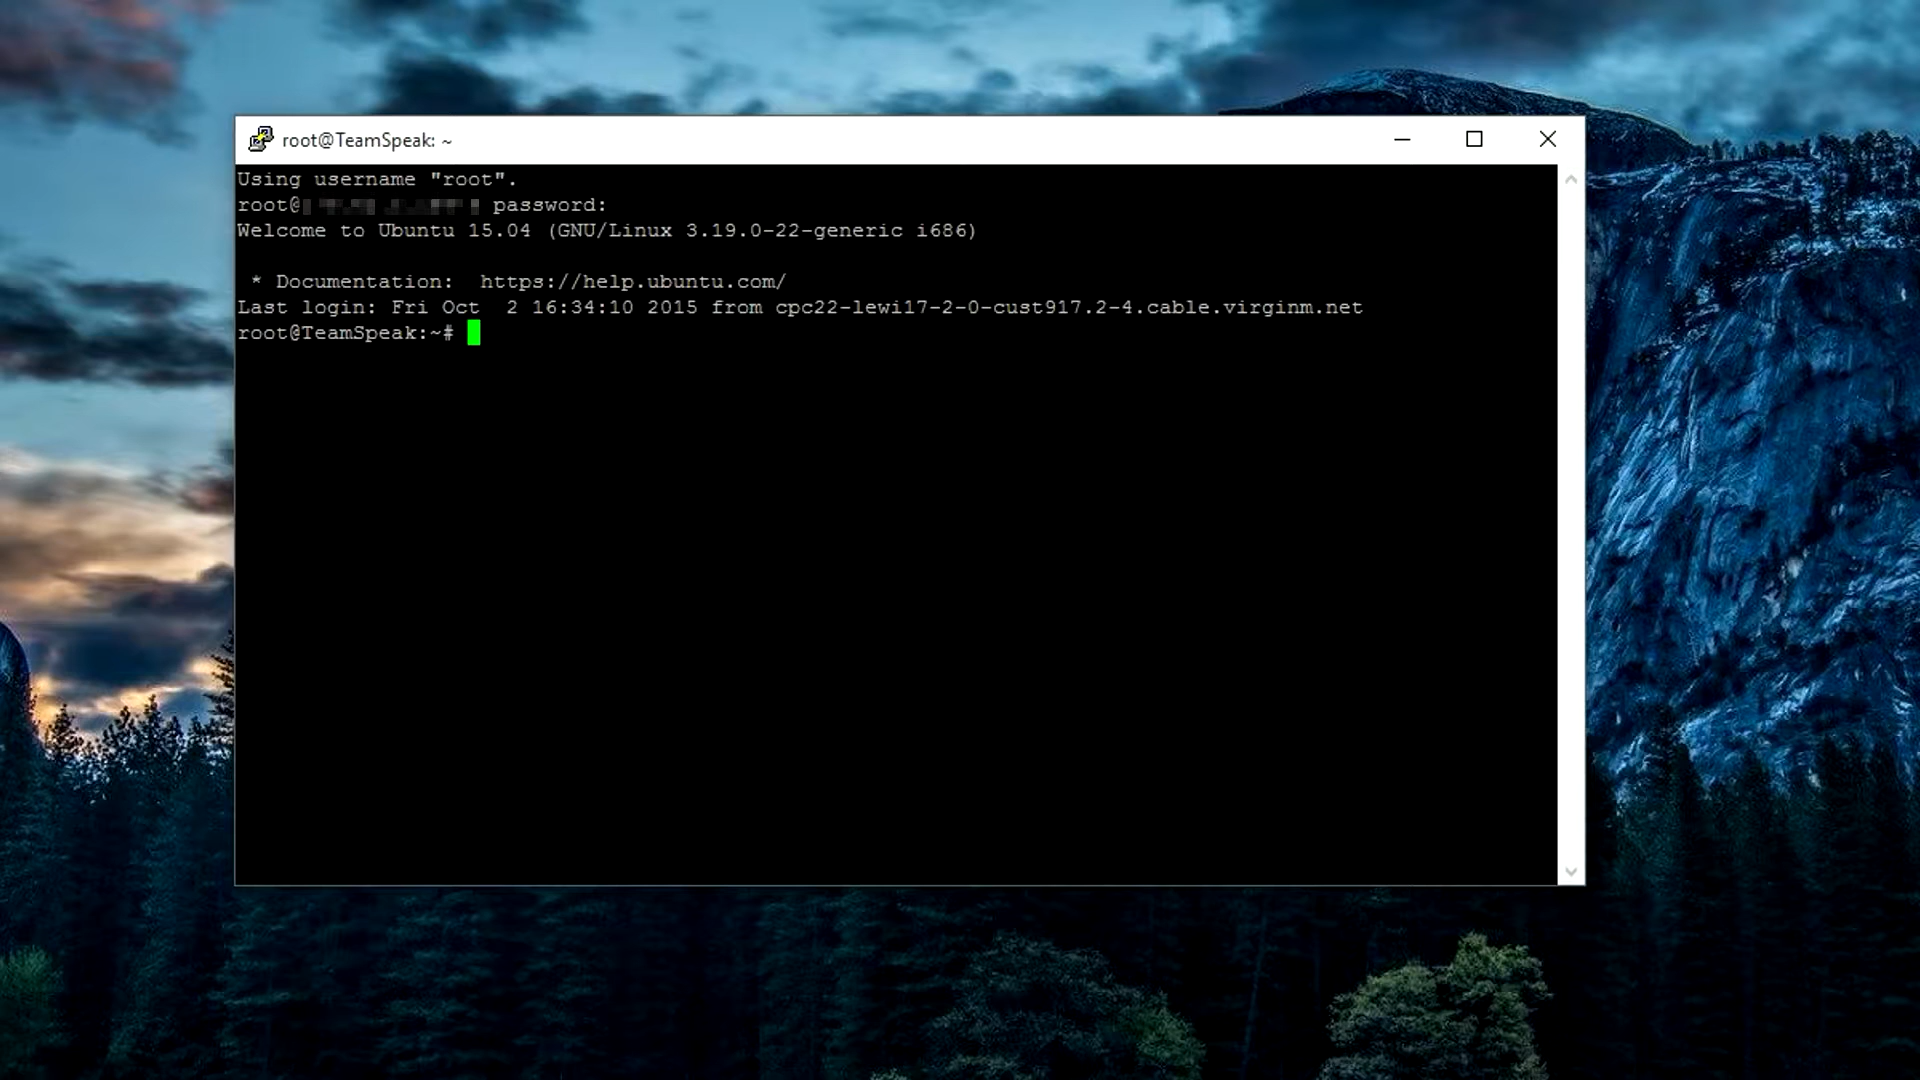 root@TeamSpeak: ~
Using username "root".
root@ password:
Welcome to Ubuntu 15.04 (GNU/Linux 3.19.0-22-generic i686)
* Documentation:  https://help.ubuntu.com/
Last login: Fri Oct  2 16:34:10 2015 from cpc22-lewi17-2-0-cust917.2-4.cable.virginm.net
root@TeamSpeak:~#